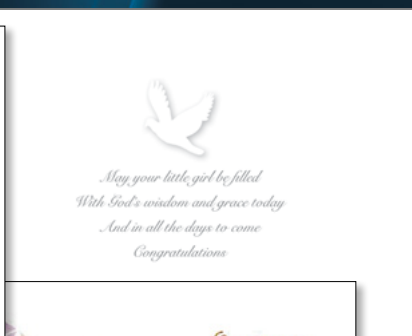 May your little girl be filled
With God's wisdom and grace today
And in all the days to come
Congratulations